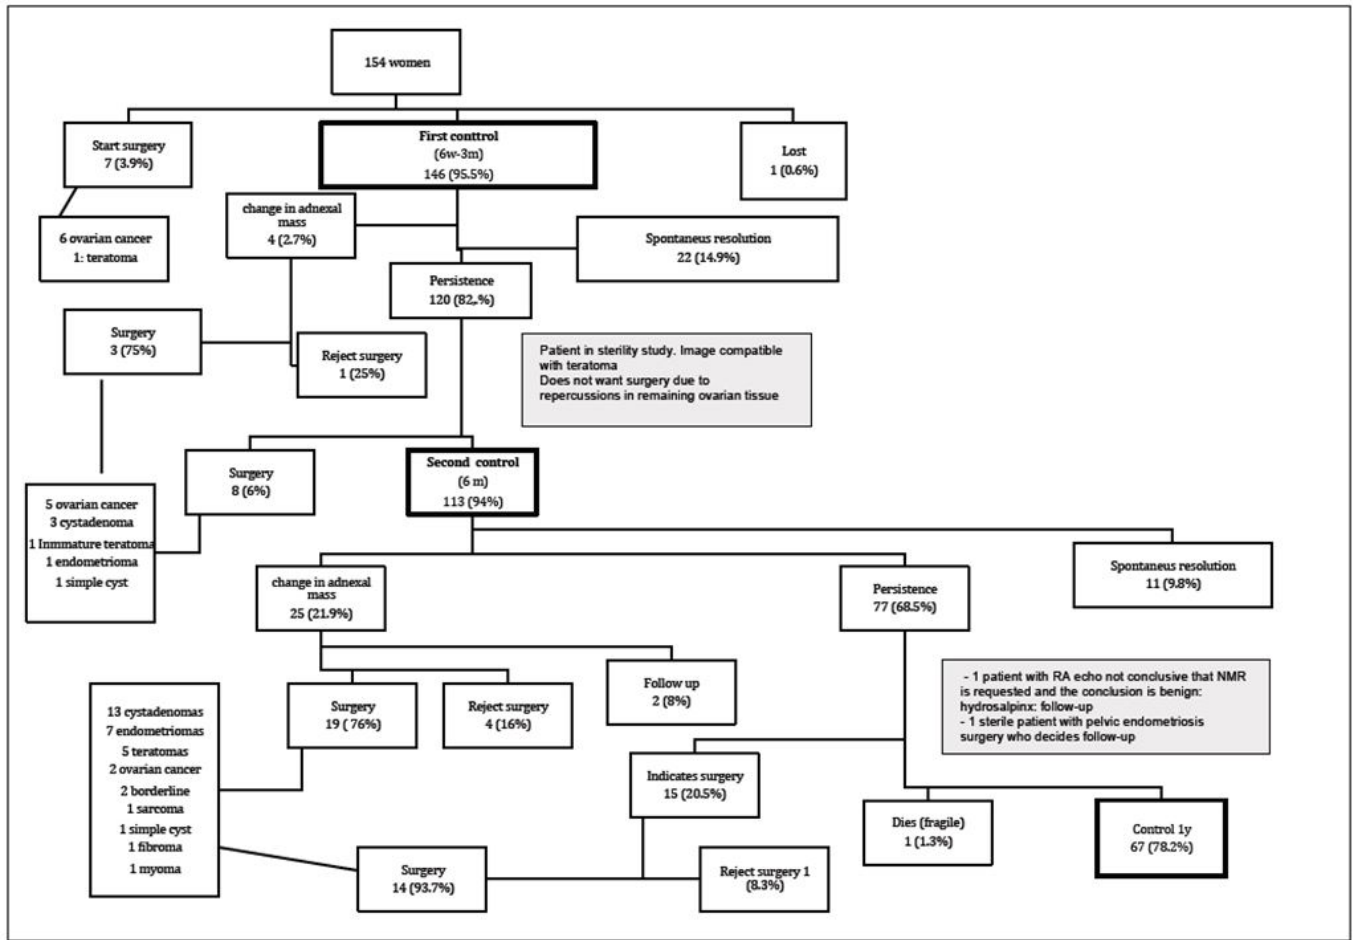 154 women
Start surgery
7 (3.9%)
First conttrol
(6w-3m)
146 (95.5%)
Lost
1 (0.6%)
6 ovarian cancer
1: teratoma
change in adnexal
mass
4 (2.7%)
Spontaneus resolution
22 (14.9%)
Persistence
120 (82,.%)
Surgery
3 (75%)
Reject surgery
1 (25%)
Patient in sterility study. Image compatible
with teratoma
Does not want surgery due to
repercussions in remaining ovarian tissue
Surgery
8 (6%)
Second control
(6 m)
113 (94%)
5 ovarian cancer
3 cystadenoma
1 Inmmature teratoma
1 endometrioma
1 simple cyst
change in adnexal
mass
25 (21.9%)
Persistence
77 (68.5%)
Spontaneus resolution
11 (9.8%)
Surgery
19 ( 76%)
Reject surgery
4 (16%)
Follow up
2 (8%)
- 1 patient with RA echo not conclusive that NMR
is requested and the conclusion is benign:
hydrosalpinx: follow-up
- 1 sterile patient with pelvic endometriosis
surgery who decides follow-up
13 cystadenomas
7 endometriomas
5 teratomas
2 ovarian cancer
2 borderline
1 sarcoma
1 simple cyst
1 fibroma
1 myoma
Indicates surgery
15 (20.5%)
Dies (fragile)
1 (1.3%)
Control 1y
67 (78.2%)
Surgery
14 (93.7%)
Reject surgery 1
(8.3%)